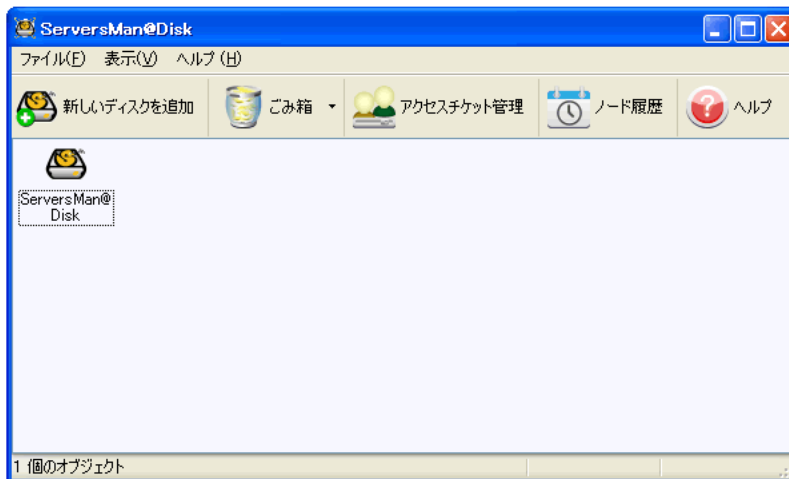 ServersMan@Disk
ファイル(F) 表示(V) ヘルプ(H)
新しいディスクを追加 ごみ箱 アクセスチケット管理 ノード履歴 ヘルプ
ServersMan@
Disk
1 個のオブジェクト